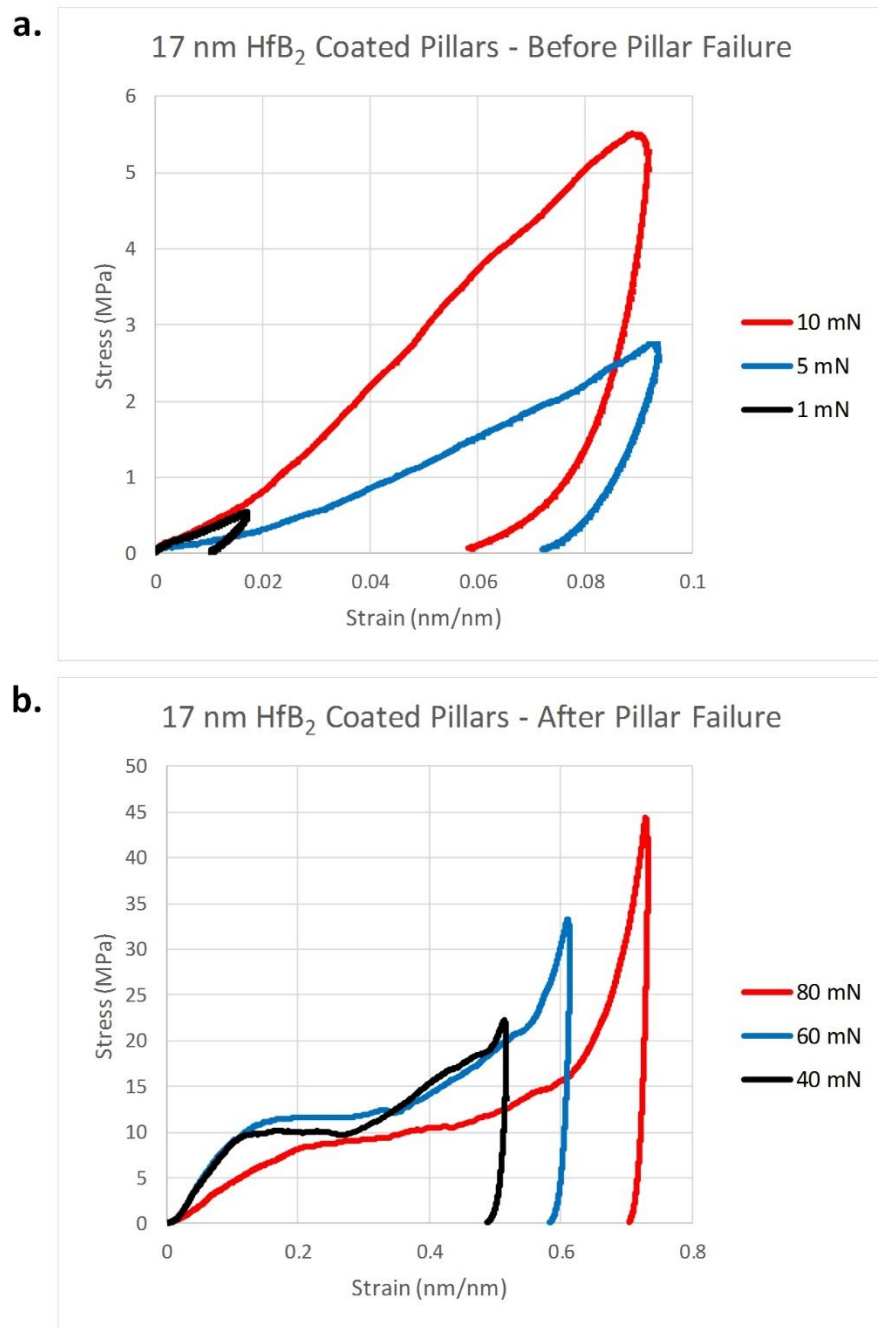 a.
17 nm HfB₂ Coated Pillars - Before Pillar Failure
6
5
4
3
2
1
0
Stress (MPa)
0 0.02 0.04 0.06 0.08 0.1
Strain (nm/nm)
10 mN
5 mN
1 mN
b.
17 nm HfB₂ Coated Pillars - After Pillar Failure
50
45
40
35
30
25
20
15
10
5
0
Stress (MPa)
0 0.2 0.4 0.6 0.8
Strain (nm/nm)
80 mN
60 mN
40 mN